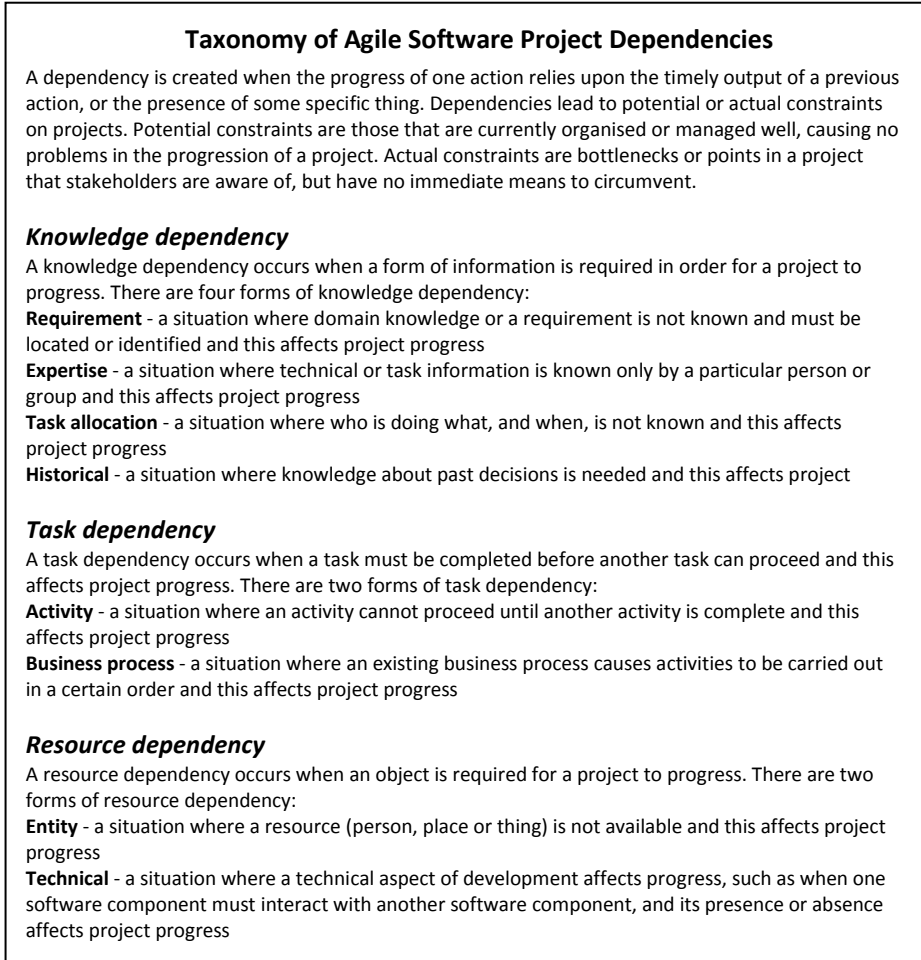 Taxonomy of Agile Software Project Dependencies
A dependency is created when the progress of one action relies upon the timely output of a previous
action, or the presence of some specific thing. Dependencies lead to potential or actual constraints
on projects. Potential constraints are those that are currently organised or managed well, causing no
problems in the progression of a project. Actual constraints are bottlenecks or points in a project
that stakeholders are aware of, but have no immediate means to circumvent.
Knowledge dependency
A knowledge dependency occurs when a form of information is required in order for a project to
progress. There are four forms of knowledge dependency:
Requirement - a situation where domain knowledge or a requirement is not known and must be
located or identified and this affects project progress
Expertise - a situation where technical or task information is known only by a particular person or
group and this affects project progress
Task allocation - a situation where who is doing what, and when, is not known and this affects
project progress
Historical - a situation where knowledge about past decisions is needed and this affects project
Task dependency
A task dependency occurs when a task must be completed before another task can proceed and this
affects project progress. There are two forms of task dependency:
Activity - a situation where an activity cannot proceed until another activity is complete and this
affects project progress
Business process - a situation where an existing business process causes activities to be carried out
in a certain order and this affects project progress
Resource dependency
A resource dependency occurs when an object is required for a project to progress. There are two
forms of resource dependency:
Entity - a situation where a resource (person, place or thing) is not available and this affects project
progress
Technical - a situation where a technical aspect of development affects progress, such as when one
software component must interact with another software component, and its presence or absence
affects project progress